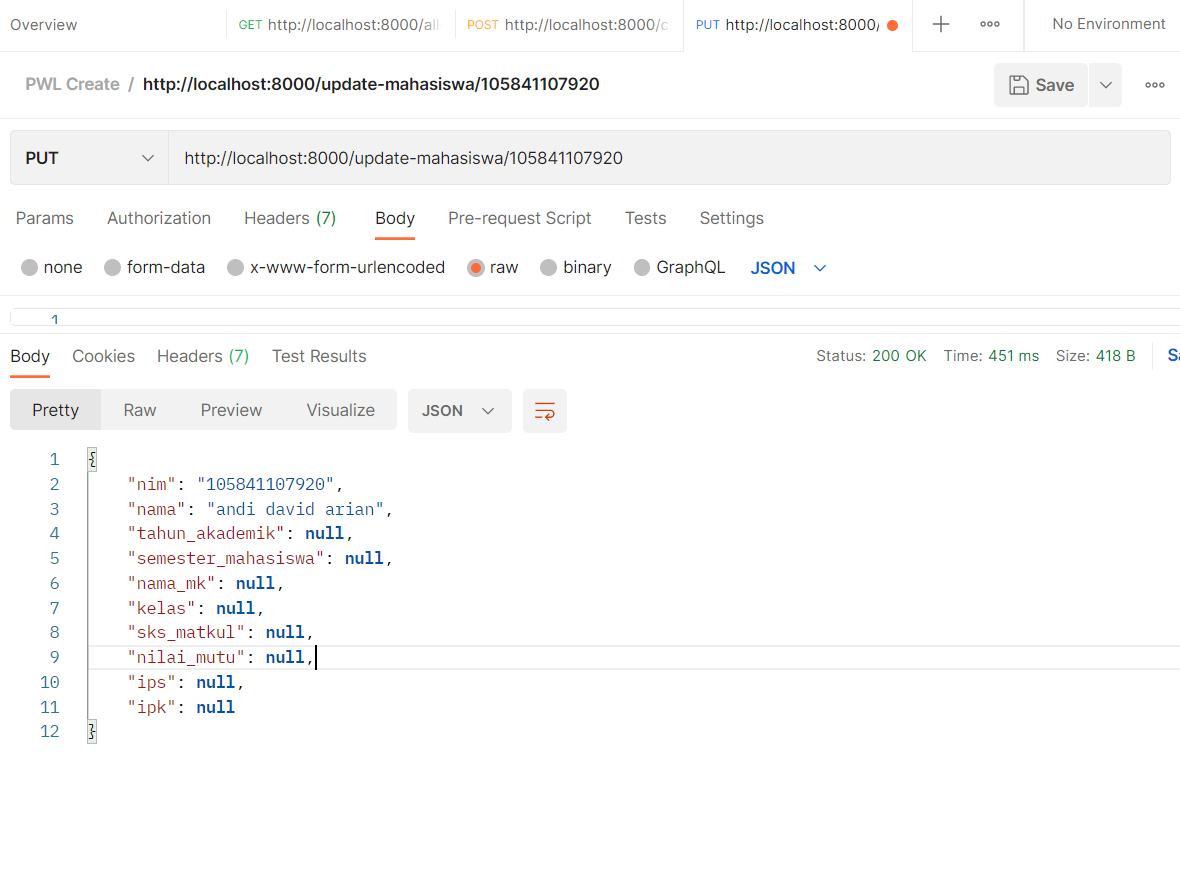 Overview
GET http://localhost:8000/all
POST http://localhost:8000/c
PUT http://localhost:8000/
No Environment
PWL Create / http://localhost:8000/update-mahasiswa/105841107920
Save
PUT
http://localhost:8000/update-mahasiswa/105841107920
Params Authorization Headers (7) Body Pre-request Script Tests Settings
none form-data x-www-form-urlencoded raw binary GraphQL JSON
1
Body Cookies Headers (7) Test Results Status: 200 OK Time: 451 ms Size: 418 B Sa
Pretty Raw Preview Visualize JSON
1 {
2 "nim": "105841107920",
3 "nama": "andi david arian",
4 "tahun_akademik": null,
5 "semester_mahasiswa": null,
6 "nama_mk": null,
7 "kelas": null,
8 "sks_matkul": null,
9 "nilai_mutu": null,
10 "ips": null,
11 "ipk": null
12 }